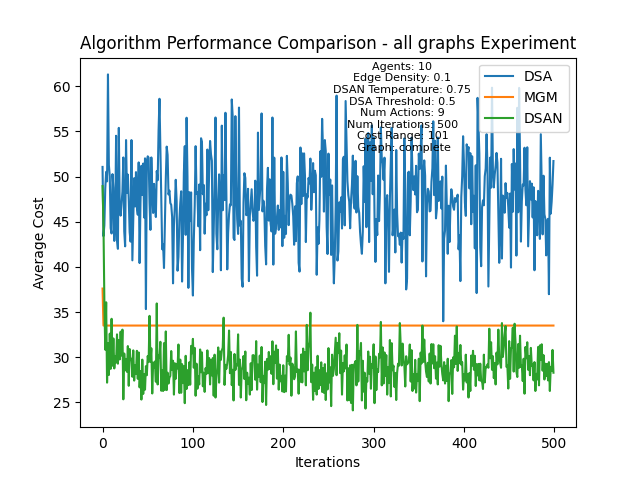 Algorithm Performance Comparison - all graphs Experiment
Agents: 10
Edge Density: 0.1
DSAN Temperature: 0.75
DSA Threshold: 0.5
Num Actions: 9
Num Iterations: 500
Cost Range: 101
Graph: complete
DSA
MGM
DSAN
Average Cost
60
55
50
45
40
35
30
25
0
100
200
300
400
500
Iterations